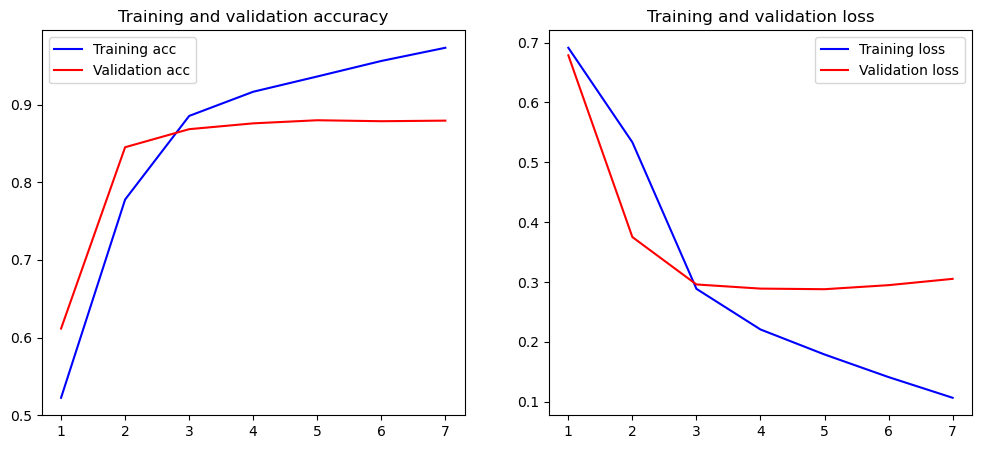 Training and validation accuracy
Training acc
Validation acc
0.9
0.8
0.7
0.6
0.5
1 2 3 4 5 6 7
Training and validation loss
Training loss
Validation loss
0.7
0.6
0.5
0.4
0.3
0.2
0.1
1 2 3 4 5 6 7